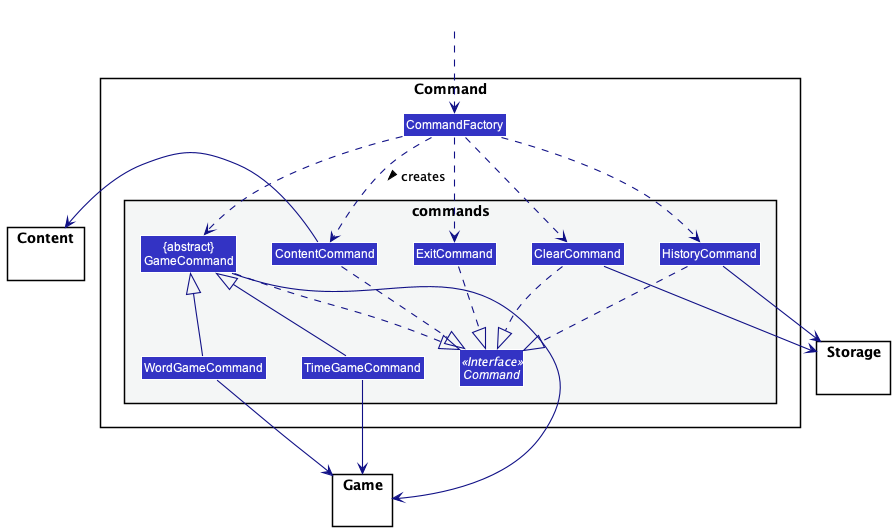 Command
CommandFactory
creates
commands
Content
{abstract}
GameCommand
ContentCommand
ExitCommand
ClearCommand
HistoryCommand
WordGameCommand
TimeGameCommand
«Interface»
Command
Storage
Game